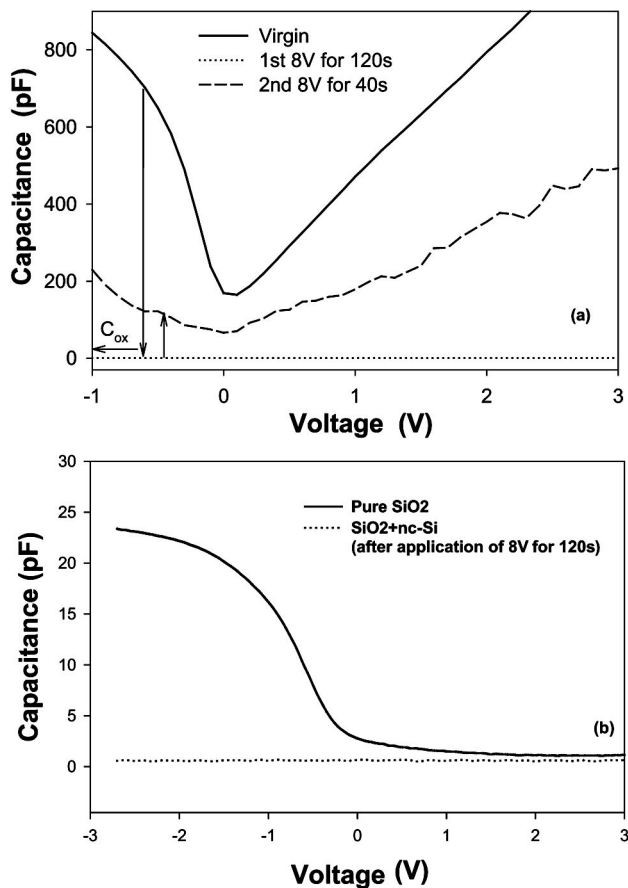 Virgin
1st 8V for 120s
2nd 8V for 40s
800
600
400
200
0
Capacitance (pF)
C_ox
(a)
-1 0 1 2 3
Voltage (V)
30
25
20
15
10
5
0
Capacitance (pF)
Pure SiO2
SiO2+nc-Si
(after application of 8V for 120s)
(b)
-3 -2 -1 0 1 2 3
Voltage (V)